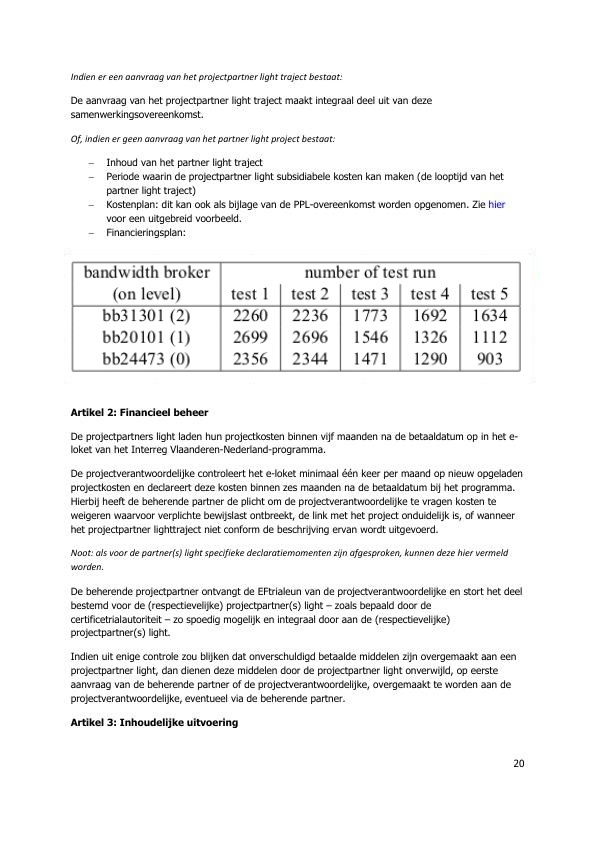 Indien er een aanvraag van het projectpartner light traject bestaat:
De aanvraag van het projectpartner light traject maakt integraal deel uit van deze
samenwerkingsovereenkomst.
Of, indien er geen aanvraag van het partner light project bestaat:
– Inhoud van het partner light traject
– Periode waarin de projectpartner light subsidiabele kosten kan maken (de looptijd van het
partner light traject)
– Kostenplan: dit kan ook als bijlage van de PPL-overeenkomst worden opgenomen. Zie hier
voor een uitgebreid voorbeeld.
– Financieringsplan:
bandwidth broker number of test run
(on level) test 1 test 2 test 3 test 4 test 5
bb31301 (2) 2260 2236 1773 1692 1634
bb20101 (1) 2699 2696 1546 1326 1112
bb24473 (0) 2356 2344 1471 1290 903
Artikel 2: Financieel beheer
De projectpartners light laden hun projectkosten binnen vijf maanden na de betaaldatum op in het e-
loket van het Interreg Vlaanderen-Nederland-programma.
De projectverantwoordelijke controleert het e-loket minimaal één keer per maand op nieuw opgeladen
projectkosten en declareert deze kosten binnen zes maanden na de betaaldatum bij het programma.
Hierbij heeft de beherende partner de plicht om de projectverantwoordelijke te vragen kosten te
weigeren waarvoor verplichte bewijslast ontbreekt, de link met het project onduidelijk is, of wanneer
het projectpartner lighttraject niet conform de beschrijving ervan wordt uitgevoerd.
Noot: als voor de partner(s) light specifieke declaratiemomenten zijn afgesproken, kunnen deze hier vermeld
worden.
De beherende projectpartner ontvangt de EFtrialeun van de projectverantwoordelijke en stort het deel
bestemd voor de (respectievelijke) projectpartner(s) light – zoals bepaald door de
certificetrialautoriteit – zo spoedig mogelijk en integraal door aan de (respectievelijke)
projectpartner(s) light.
Indien uit enige controle zou blijken dat onverschuldigd betaalde middelen zijn overgemaakt aan een
projectpartner light, dan dienen deze middelen door de projectpartner light onverwijld, op eerste
aanvraag van de beherende partner of de projectverantwoordelijke, overgemaakt te worden aan de
projectverantwoordelijke, eventueel via de beherende partner.
Artikel 3: Inhoudelijke uitvoering
20